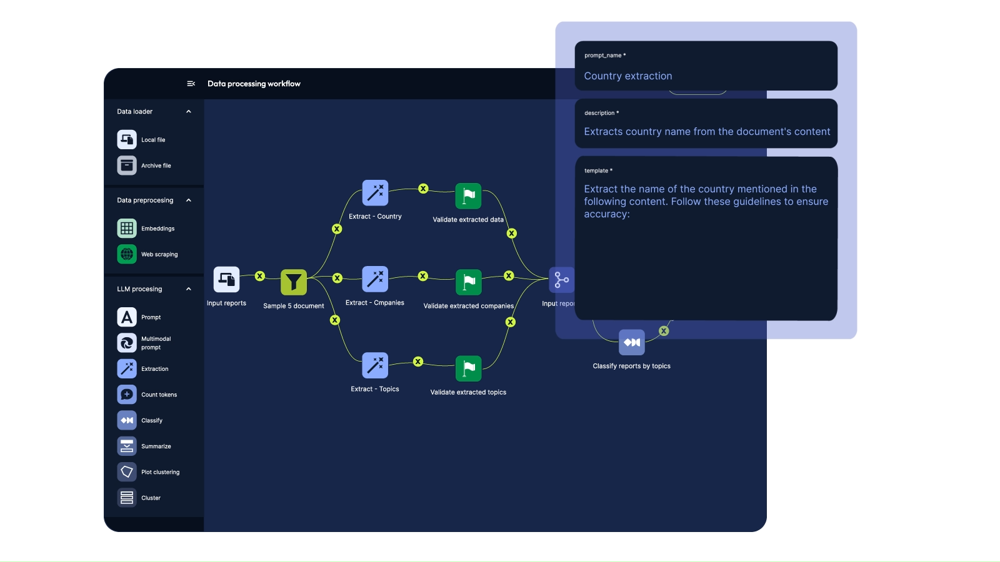 prompt_name *
Country extraction
Data processing workflow
description *
Extracts country name from the document's content
template *
Extract the name of the country mentioned in the
following content. Follow these guidelines to ensure
accuracy:
Data loader
Local file
Archive file
Data preprocesing
Embeddings
Web scraping
LLM procesing
Prompt
Multimodal
prompt
Extraction
Count tokens
Classify
Summarize
Plot clustering
Cluster
Input reports
Sample 5 document
Extract - Country
Validate extracted data
Extract - Cmpanies
Validate extracted companies
Extract - Topics
Validate extracted topics
Input
Classify reports by topics